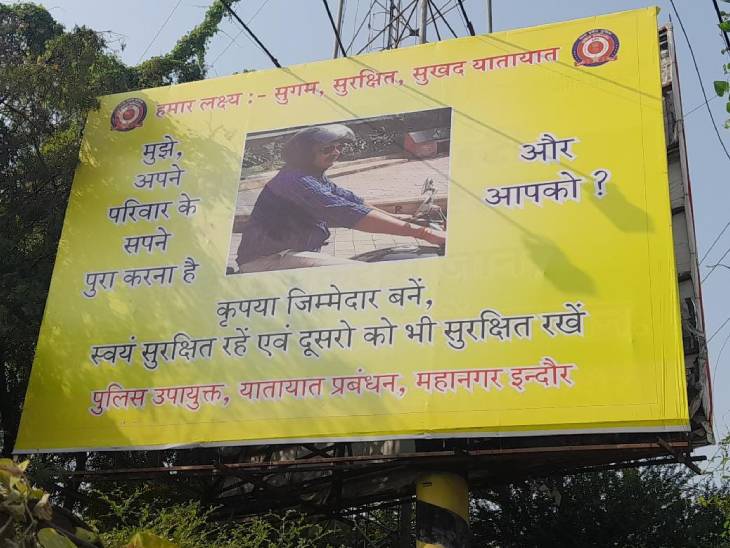 हमार लक्ष्य :- सुगम, सुरक्षित, सुखद यातायात
मुझे,
अपने
परिवार के
सपने
पुरा करना है
और
आपको ?
कृपया जिम्मेदार बनें,
स्वयं सुरक्षित रहें एवं दूसरो को भी सुरक्षित रखें
पुलिस उपायुक्त, यातायात प्रबंधन, महानगर इन्दौर